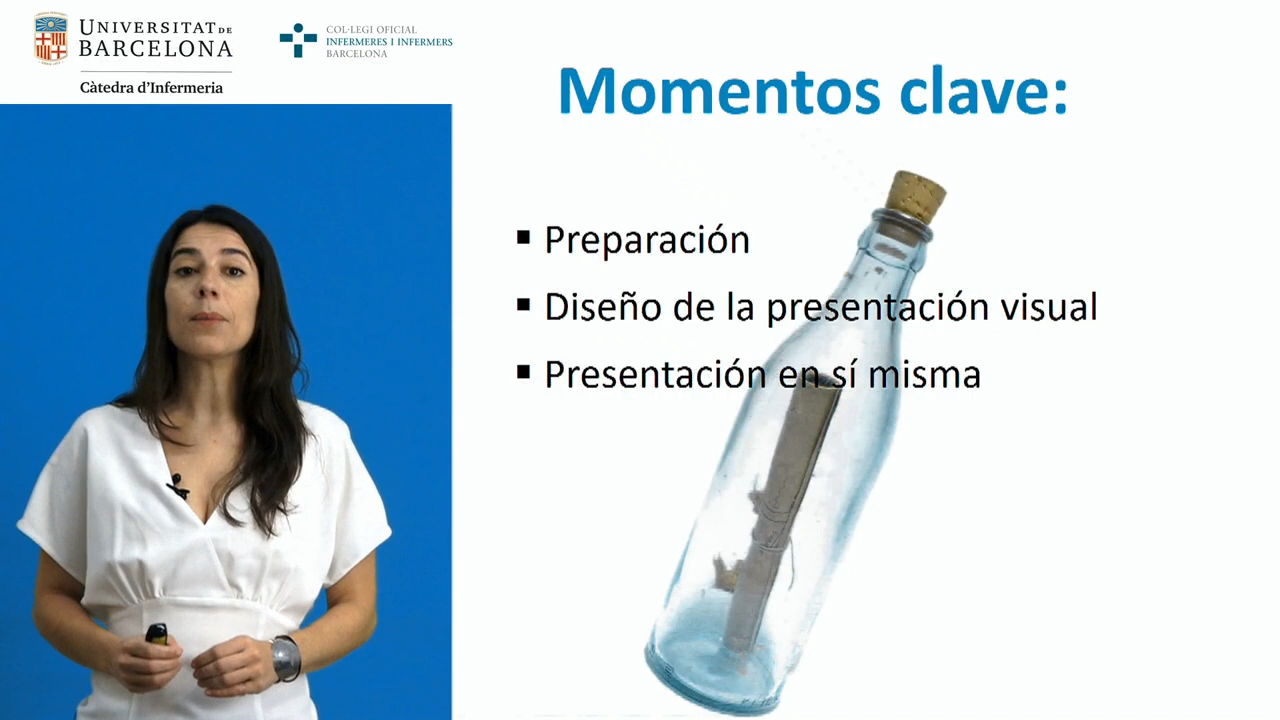 UNIVERSITAT DE
BARCELONA
Càtedra d'Infermeria
COL·LEGI OFICIAL
INFERMERES I INFERMERS
BARCELONA
Momentos clave:
▪ Preparación
▪ Diseño de la presentación visual
▪ Presentación en sí misma